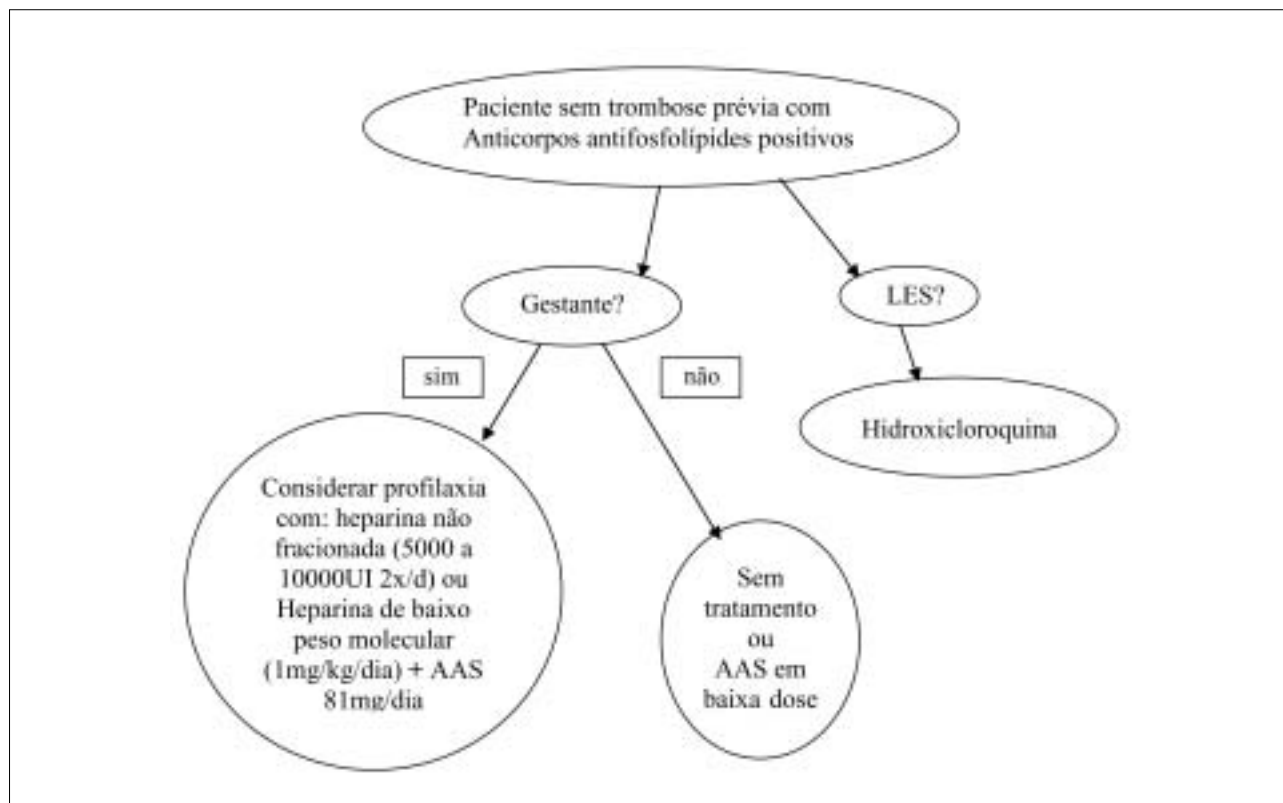 Paciente sem trombose prévia com
Anticorpos antifosfolípides positivos
Gestante?
LES?
sim
não
Hidroxicloroquina
Considerar profilaxia
com: heparina não
fracionada (5000 a
10000UI 2x/d) ou
Heparina de baixo
peso molecular
(1mg/kg/dia) + AAS
81mg/dia
Sem
tratamento
ou
AAS em
baixa dose